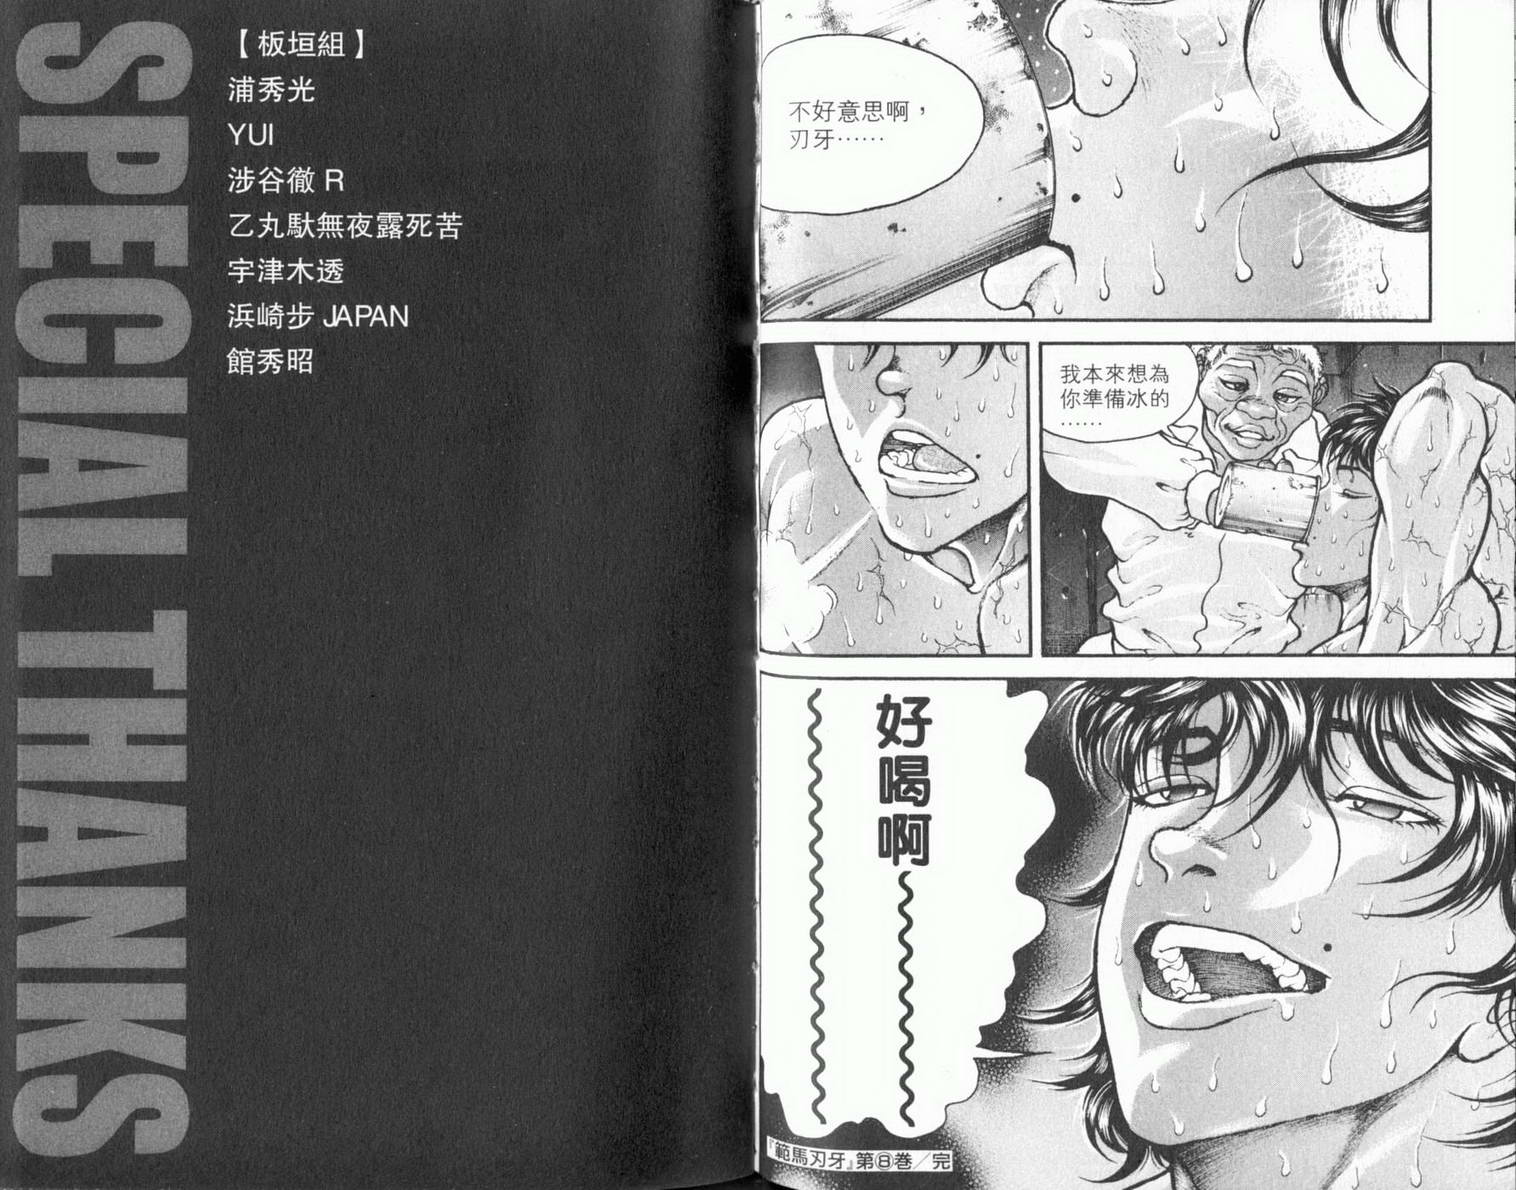 不好意思啊，
刃牙……
我本來想為
你準備冰的
……
好喝啊
『範馬刃牙』第⑧巻／完
SPECIAL THANKS
【板垣組】
浦秀光
YUI
渉谷徹 R
乙丸馱無夜露死苦
宇津木透
浜崎步 JAPAN
館秀昭